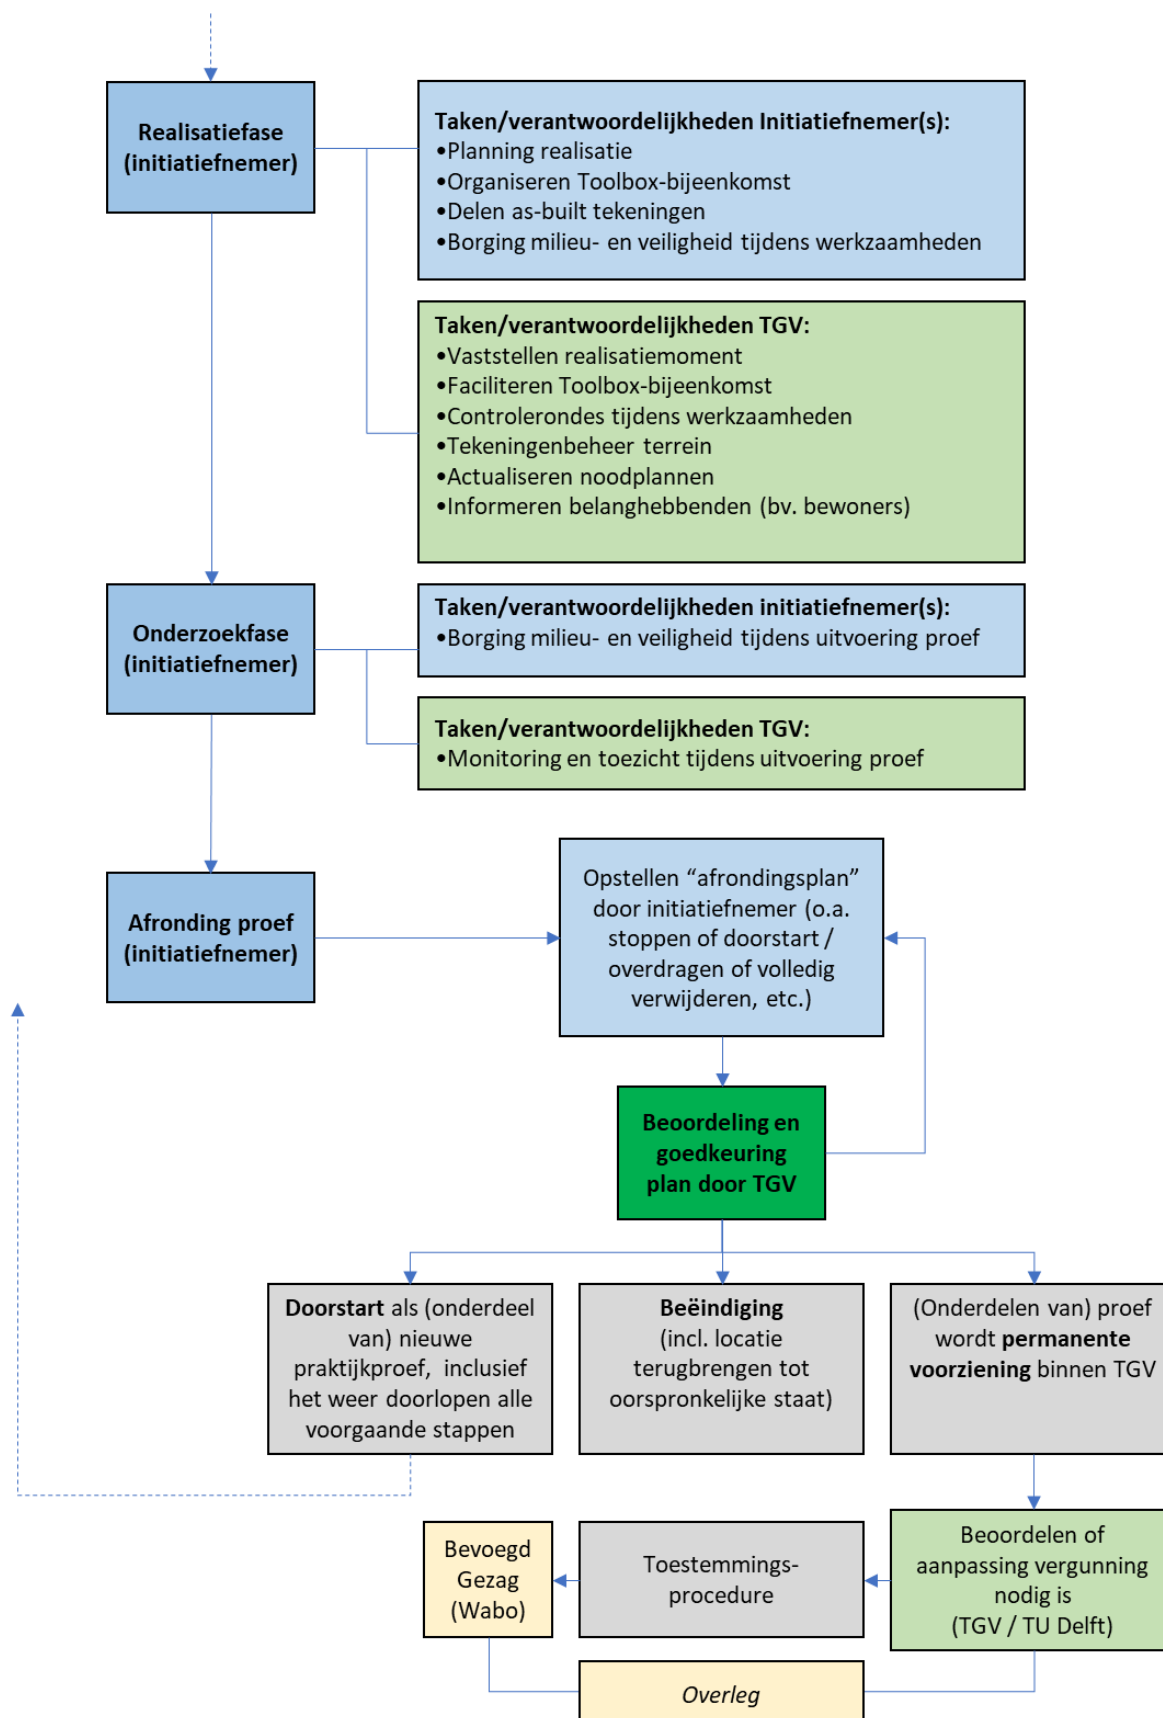 Realisatiefase
(initiatiefnemer)
Taken/verantwoordelijkheden Initiatiefnemer(s):
•Planning realisatie
•Organiseren Toolbox-bijeenkomst
•Delen as-built tekeningen
•Borging milieu- en veiligheid tijdens werkzaamheden
Taken/verantwoordelijkheden TGV:
•Vaststellen realisatiemoment
•Faciliteren Toolbox-bijeenkomst
•Controlerondes tijdens werkzaamheden
•Tekeningenbeheer terrein
•Actualiseren noodplannen
•Informeren belanghebbenden (bv. bewoners)
Onderzoekfase
(initiatiefnemer)
Taken/verantwoordelijkheden initiatiefnemer(s):
•Borging milieu- en veiligheid tijdens uitvoering proef
Taken/verantwoordelijkheden TGV:
•Monitoring en toezicht tijdens uitvoering proef
Afronding proef
(initiatiefnemer)
Opstellen “afrondingsplan”
door initiatiefnemer (o.a.
stoppen of doorstart /
overdragen of volledig
verwijderen, etc.)
Beoordeling en
goedkeuring
plan door TGV
Doorstart als (onderdeel
van) nieuwe
praktijkproef, inclusief
het weer doorlopen alle
voorgaande stappen
Beëindiging
(incl. locatie
terugbrengen tot
oorspronkelijke staat)
(Onderdelen van) proef
wordt permanente
voorziening binnen TGV
Bevoegd
Gezag
(Wabo)
Toestemmings-
procedure
Beoordelen of
aanpassing vergunning
nodig is
(TGV / TU Delft)
Overleg